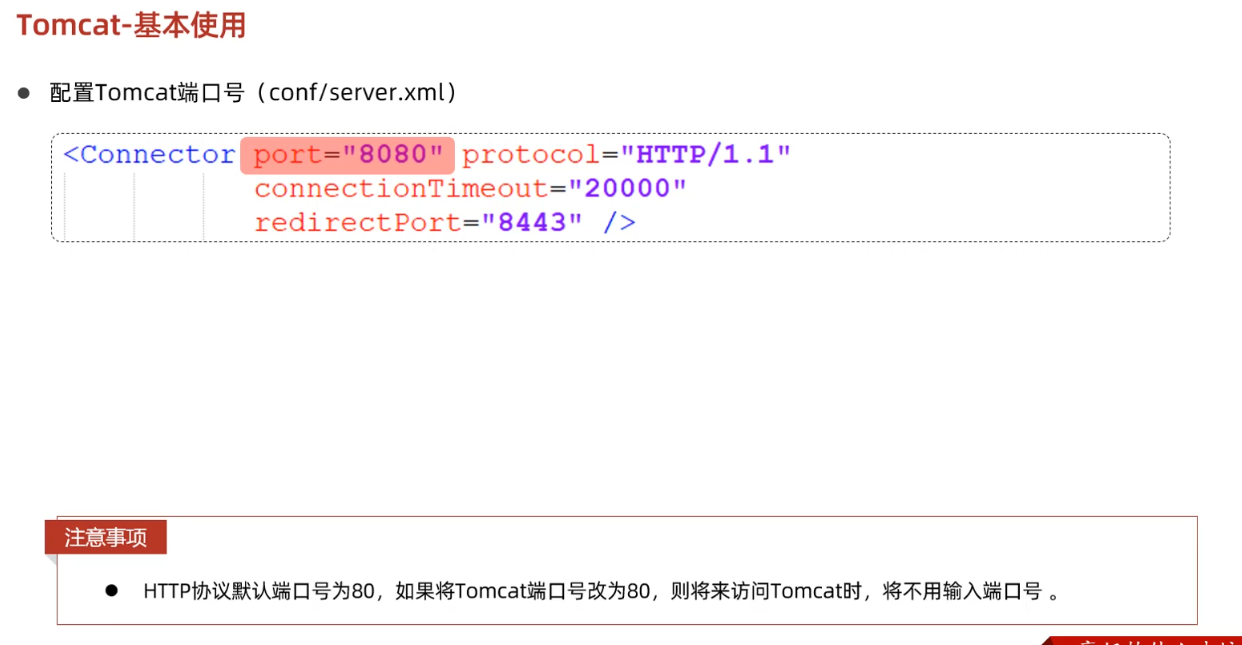 Tomcat-基本使用
配置Tomcat端口号（conf/server.xml）
<Connector port="8080" protocol="HTTP/1.1"
connectionTimeout="20000"
redirectPort="8443" />
注意事项
HTTP协议默认端口号为80，如果将Tomcat端口号改为80，则将来访问Tomcat时，将不用输入端口号 。